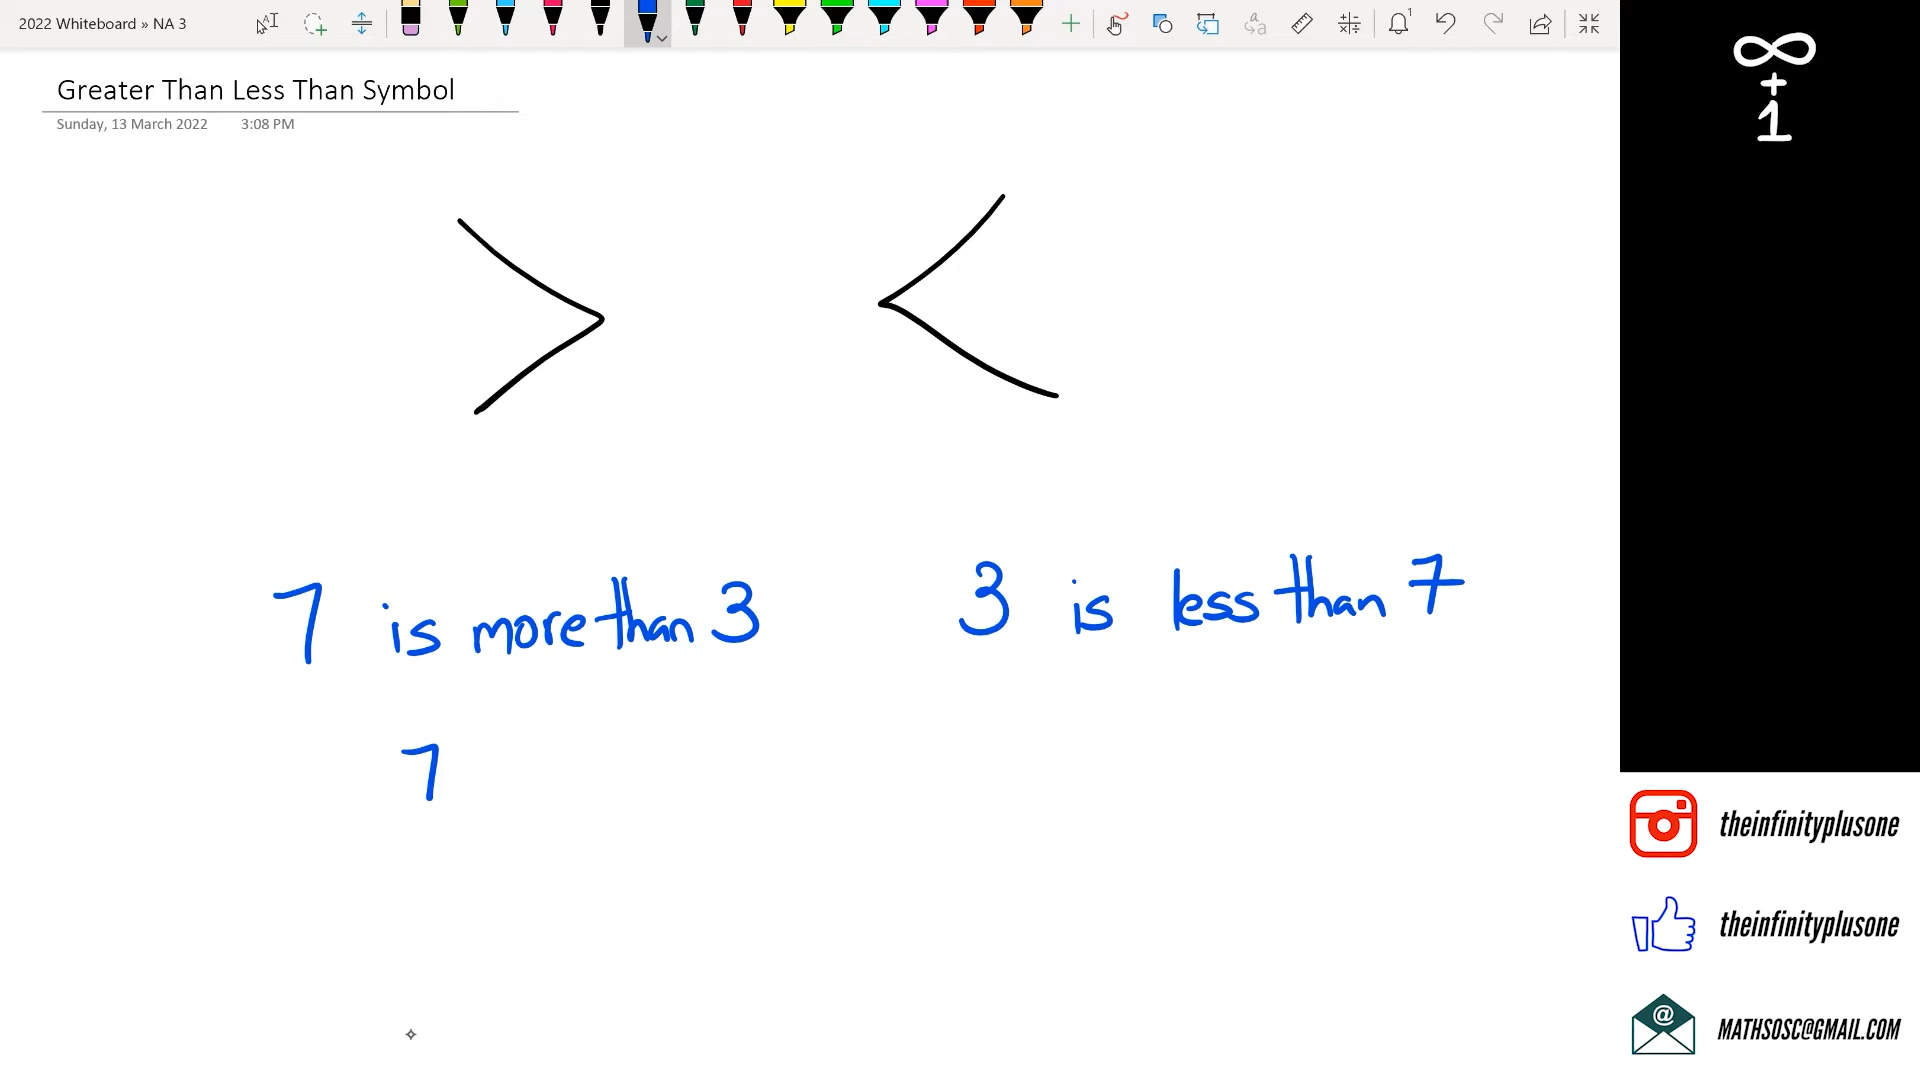 2022 Whiteboard » NA 3
Greater Than Less Than Symbol
Sunday, 13 March 2022 3:08 PM
> <
7 is more than 3
3 is less than 7
7
∞
+
1
theinfinityplusone
theinfinityplusone
MATHSOSC@GMAIL.COM